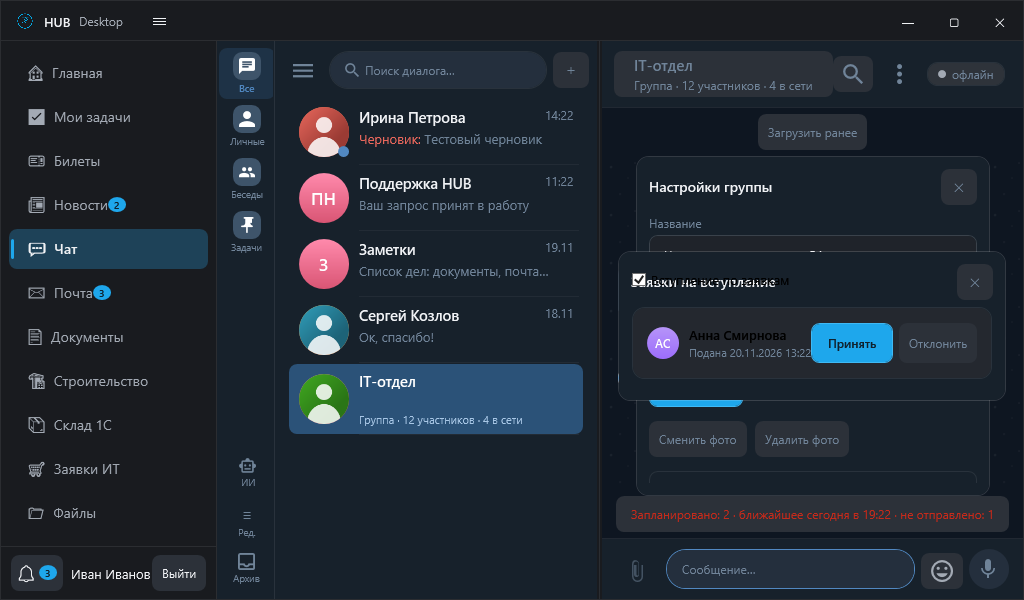 HUB Desktop
Главная
Мои задачи
Билеты
Новости 2
Чат
Почта 3
Документы
Строительство
Склад 1С
Заявки ИТ
Файлы
3 Иван Иванов Выйти
Все
Личные
Беседы
Задачи
ИИ
Ред.
Архив
Поиск диалога... +
Ирина Петрова 14:22
Черновик: Тестовый черновик
ПН
Поддержка HUB 11:22
Ваш запрос принят в работу
З
Заметки 19.11
Список дел: документы, почта...
Сергей Козлов 18.11
Ок, спасибо!
IT-отдел
Группа · 12 участников · 4 в сети
IT-отдел
Группа · 12 участников · 4 в сети
офлайн
Загрузить ранее
Настройки группы
Название
Заявки на вступление
АС
Анна Смирнова
Подана 20.11.2026 13:22
Принять
Отклонить
Сменить фото
Удалить фото
Запланировано: 2 · ближайшее сегодня в 19:22 · не отправлено: 1
Сообщение...